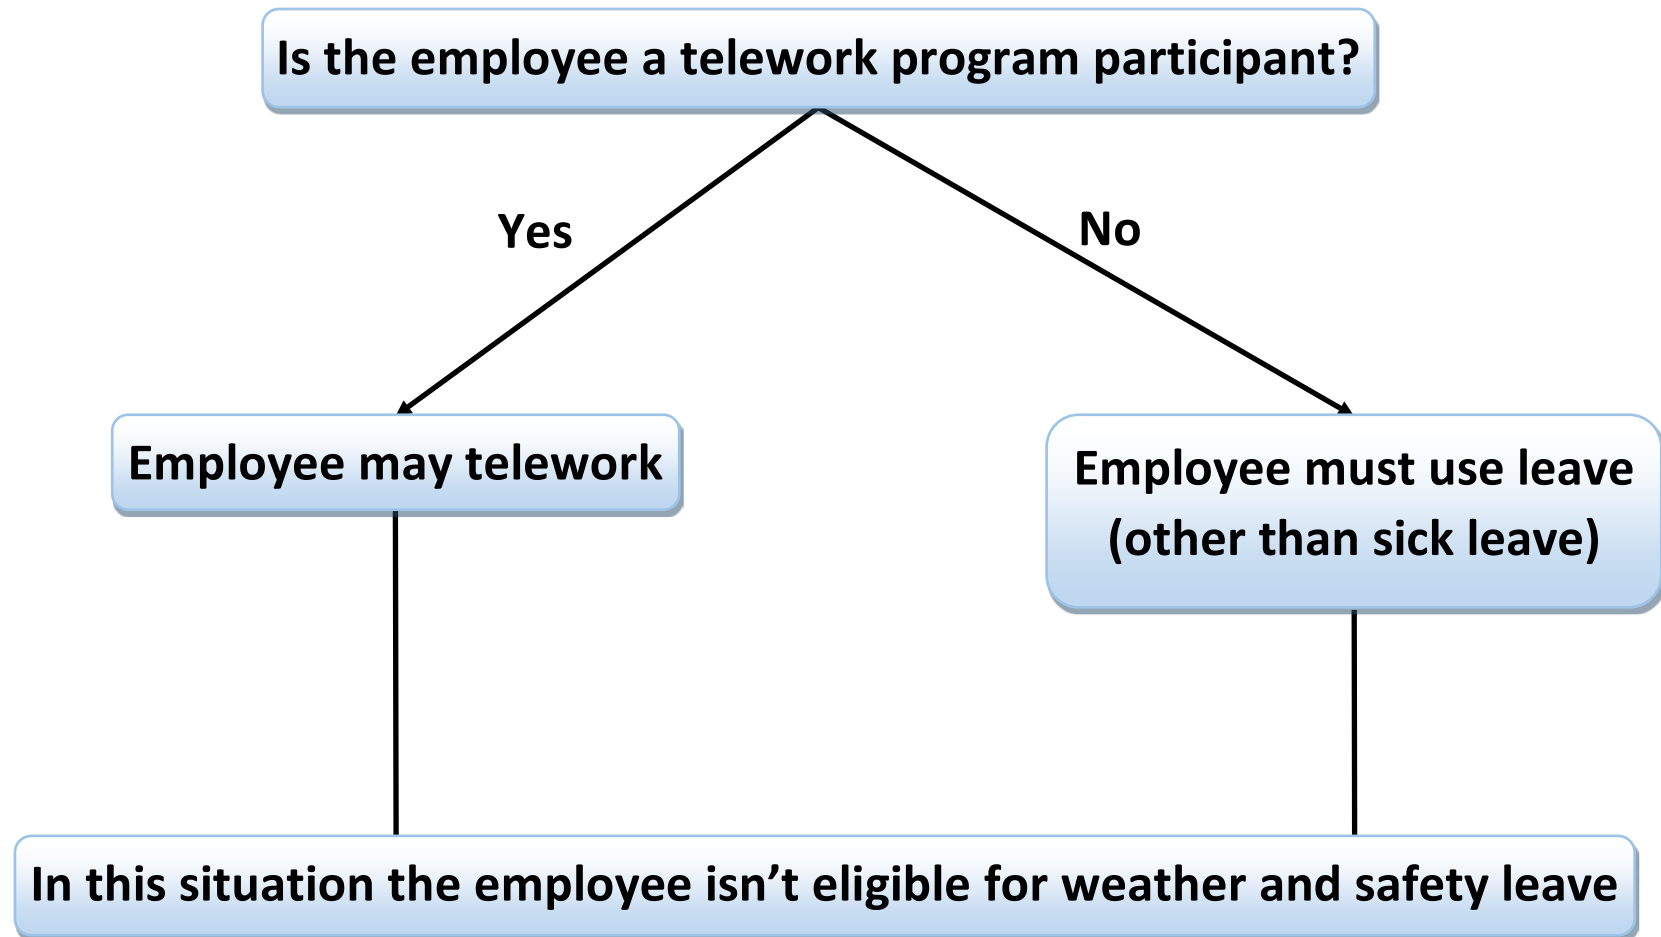 Is the employee a telework program participant?
Yes
No
Employee may telework
Employee must use leave
(other than sick leave)
In this situation the employee isn’t eligible for weather and safety leave